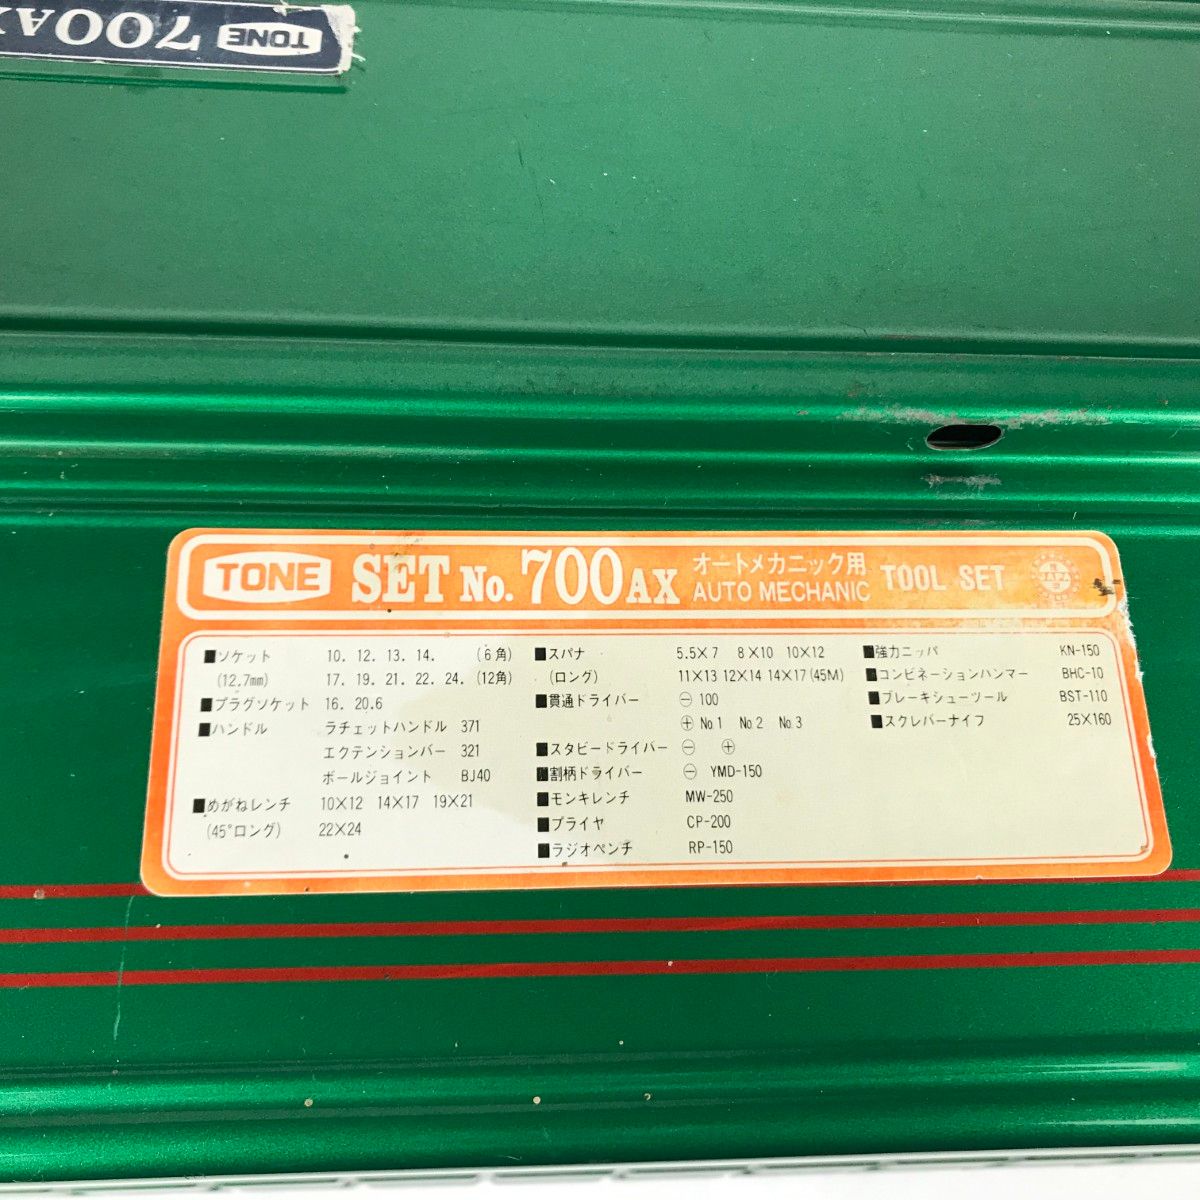 TONE 700AX
TONE SET No. 700AX オートメカニック用 AUTO MECHANIC TOOL SET
■ソケット 10. 12. 13. 14. (6角)
(12.7mm) 17. 19. 21. 22. 24. (12角)
■プラグソケット 16. 20.6
■ハンドル ラチェットハンドル 371
エクテンションバー 321
ボールジョイント BJ40
■めがねレンチ 10×12 14×17 19×21
(45°ロング) 22×24
■スパナ 5.5×7 8×10 10×12
(ロング) 11×13 12×14 14×17(45M)
■貫通ドライバー ⊖ 100
⊕ No.1 No.2 No.3
■スタビードライバー ⊖ ⊕
■割柄ドライバー ⊖ YMD-150
■モンキレンチ MW-250
■プライヤ CP-200
■ラジオペンチ RP-150
■強力ニッパ KN-150
■コンビネーションハンマー BHC-10
■ブレーキシューツール BST-110
■スクレバーナイフ 25×160